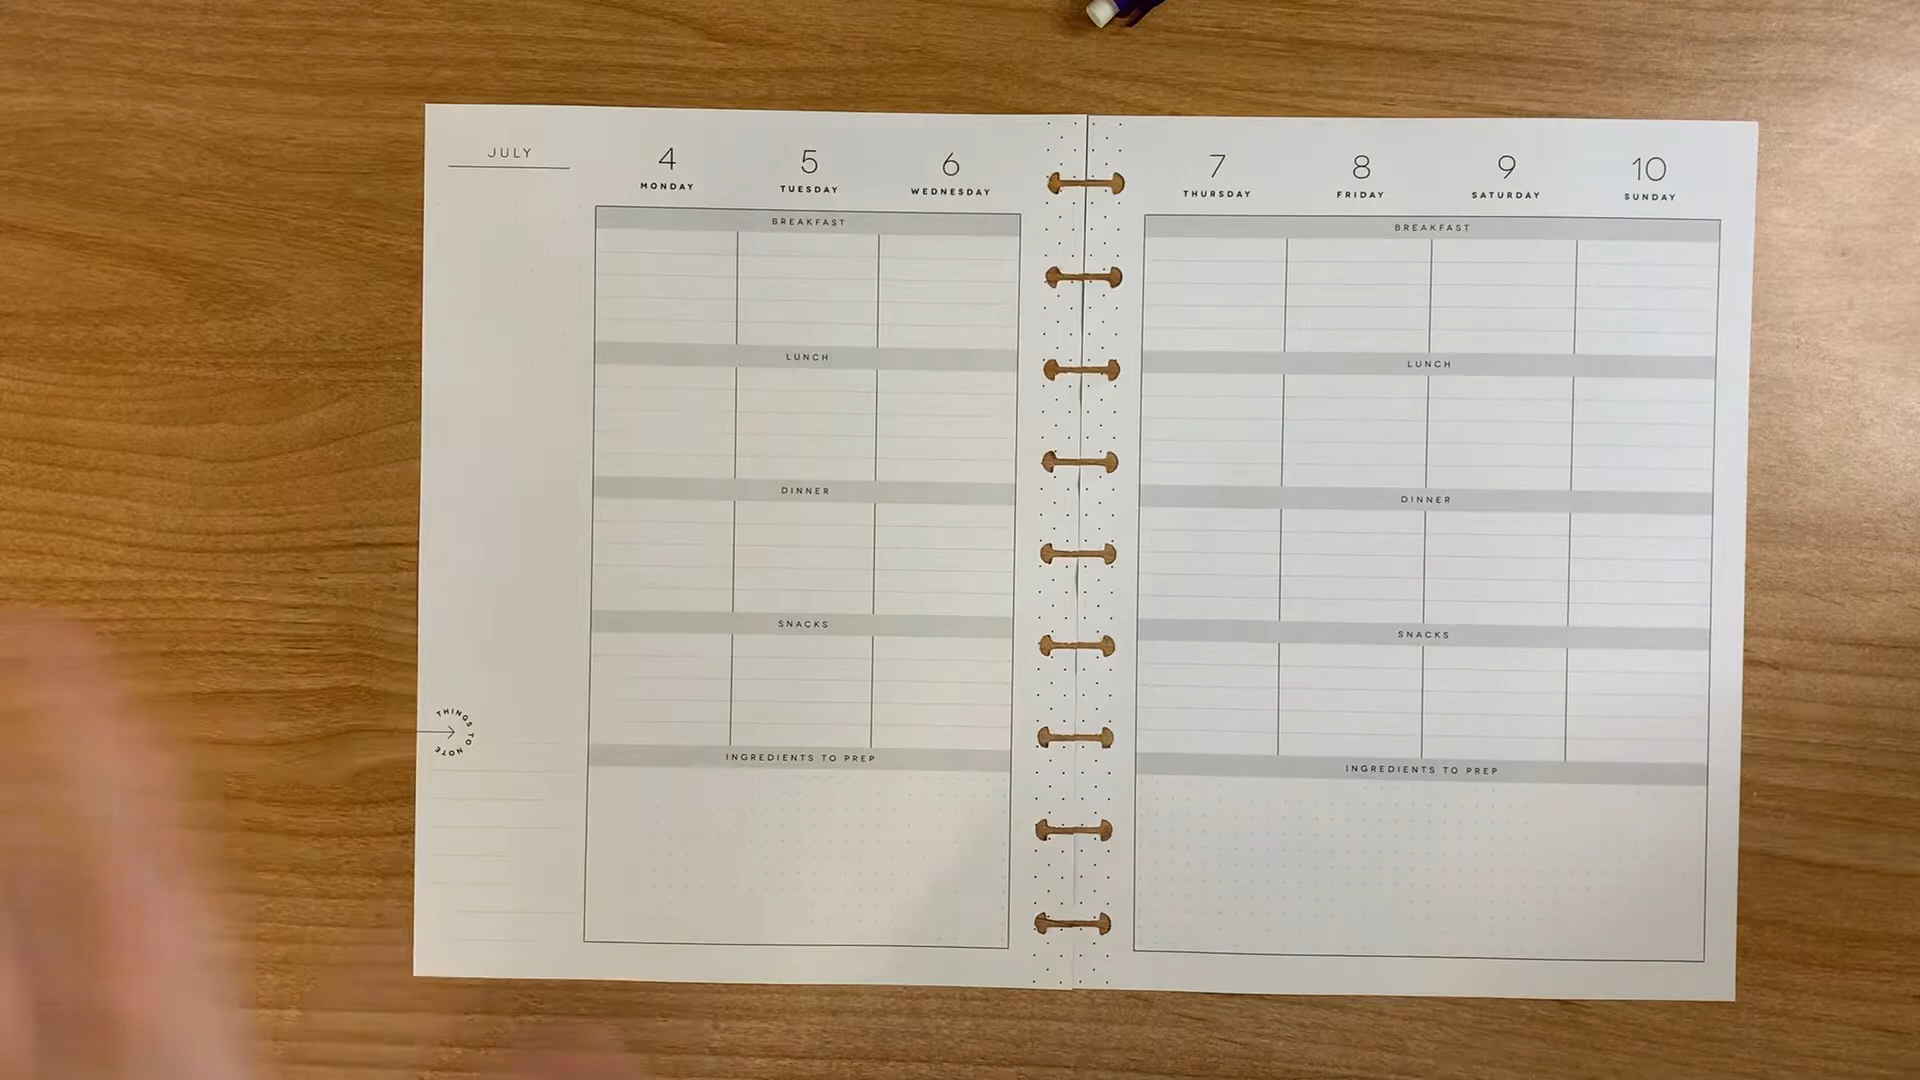 JULY
4 5 6
MONDAY TUESDAY WEDNESDAY
BREAKFAST
LUNCH
DINNER
SNACKS
INGREDIENTS TO PREP
THINGS TO NOTE
7 8 9 10
THURSDAY FRIDAY SATURDAY SUNDAY
BREAKFAST
LUNCH
DINNER
SNACKS
INGREDIENTS TO PREP